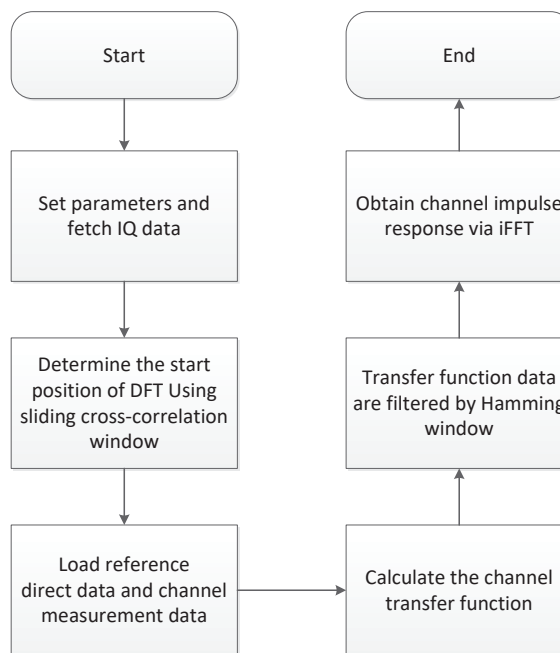 Start
Set parameters and
fetch IQ data
Determine the start
position of DFT Using
sliding cross-correlation
window
Load reference
direct data and channel
measurement data
Calculate the channel
transfer function
Transfer function data
are filtered by Hamming
window
Obtain channel impulse
response via iFFT
End